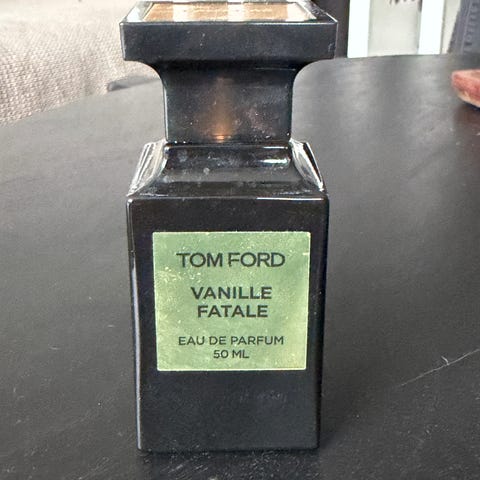 TOM FORD
VANILLE
FATALE
EAU DE PARFUM
50 ML